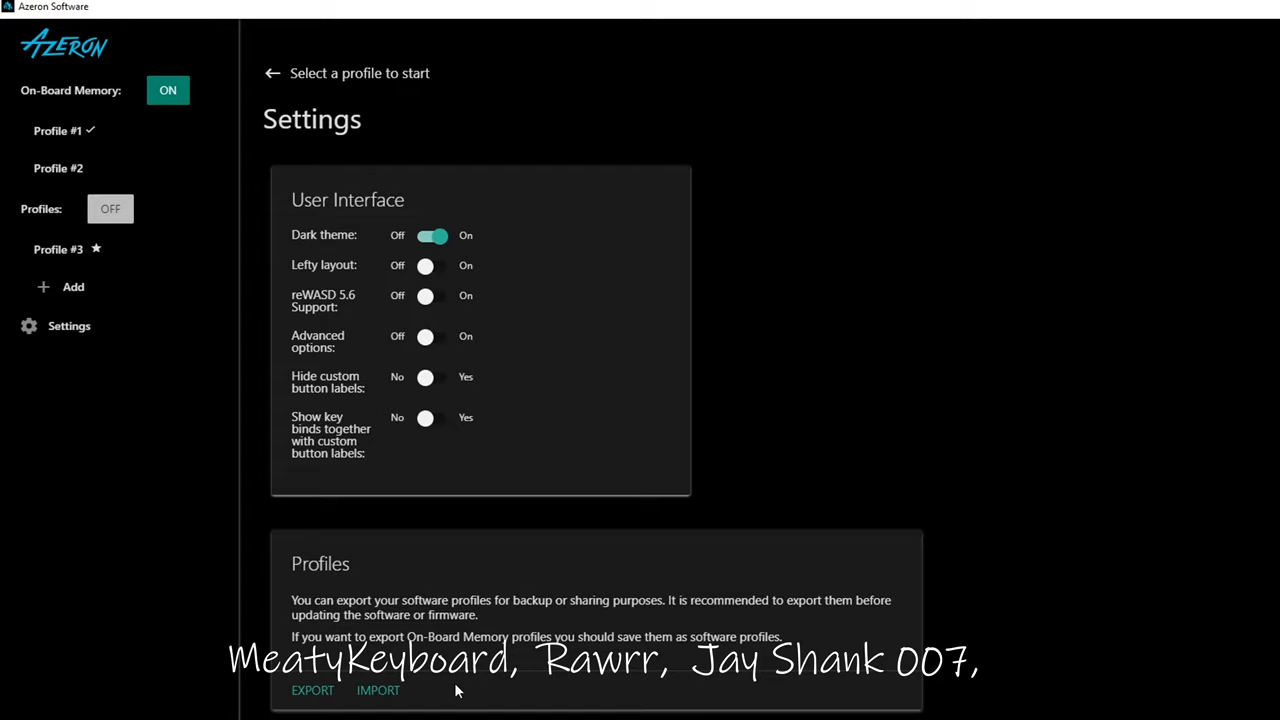 Azeron Software
AZERON
On-Board Memory: ON
Profile #1
Profile #2
Profiles: OFF
Profile #3
Add
Settings
Select a profile to start
Settings
User Interface
Dark theme: Off On
Lefty layout: Off On
reWASD 5.6
Support: Off On
Advanced
options: Off On
Hide custom
button labels: No Yes
Show key
binds together
with custom
button labels: No Yes
Profiles
You can export your software profiles for backup or sharing purposes. It is recommended to export them before
updating the software or firmware.
If you want to export On-Board Memory profiles you should save them as software profiles.
MeatyKeyboard, Rawrr, Jay Shank 007,
EXPORT IMPORT